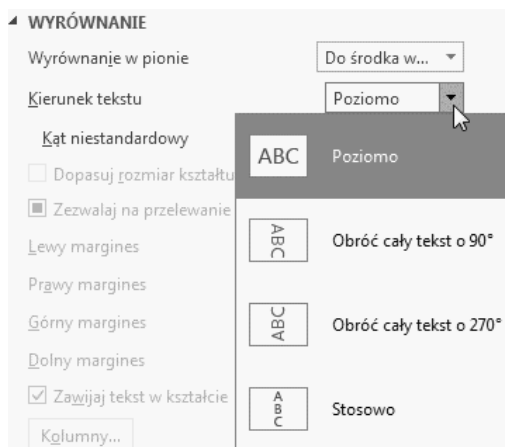 WYRÓWNANIE
Wyrównanie w pionie Do środka w...
Kierunek tekstu Poziomo
Kąt niestandardowy
ABC Poziomo
Dopasuj rozmiar kształtu
Zezwalaj na przelewanie
ABC Obróć cały tekst o 90°
Lewy margines
Prawy margines
Górny margines
ABC Obróć cały tekst o 270°
Dolny margines
Zawijaj tekst w kształcie
ABC Stosowo
Kolumny...